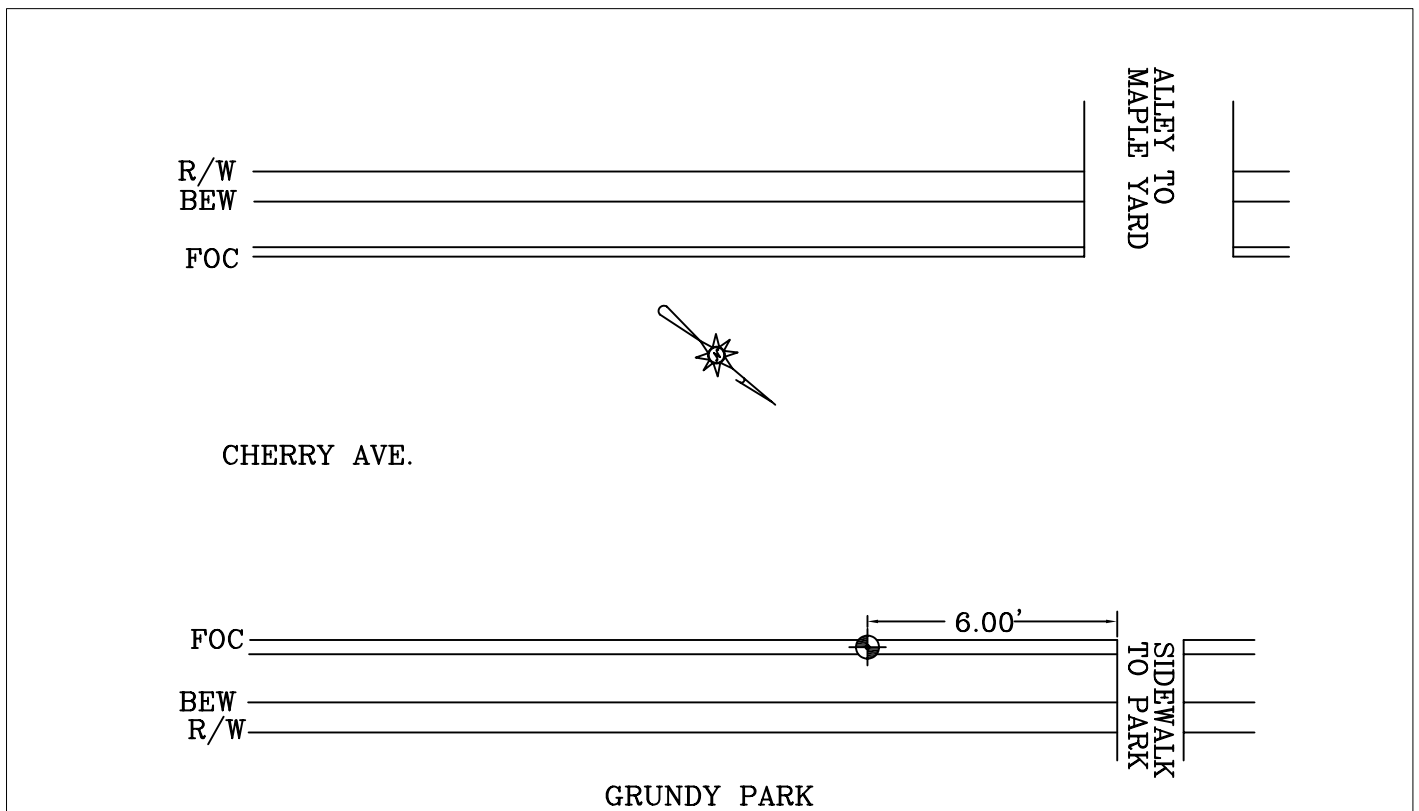 ALLEY TO
MAPLE YARD
R/W
BEW
FOC
CHERRY AVE.
FOC
6.00'
SIDEWALK
TO PARK
BEW
R/W
GRUNDY PARK